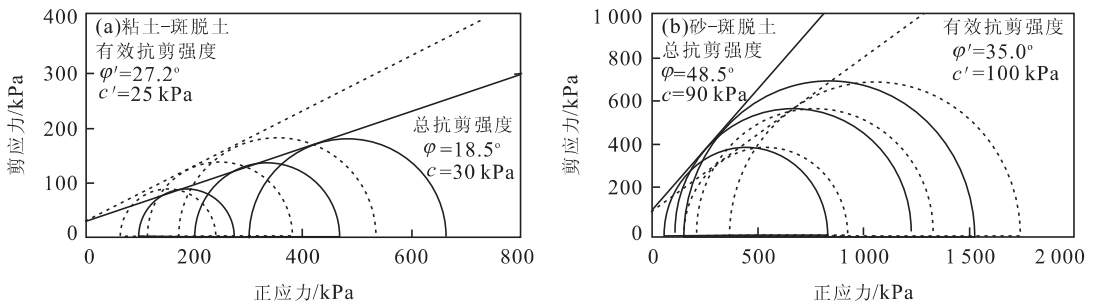 400
300
200
100
0
剪应力/kPa
(a)粘土-斑脱土
有效抗剪强度
φ′=27.2°
c′=25 kPa
总抗剪强度
φ=18.5°
c=30 kPa
0 200 400 600 800
正应力/kPa
1 000
800
600
400
200
0
剪应力/kPa
(b)砂-斑脱土
总抗剪强度
φ=48.5°
c=90 kPa
有效抗剪强度
φ′=35.0°
c′=100 kPa
0 500 1 000 1 500 2 000
正应力/kPa